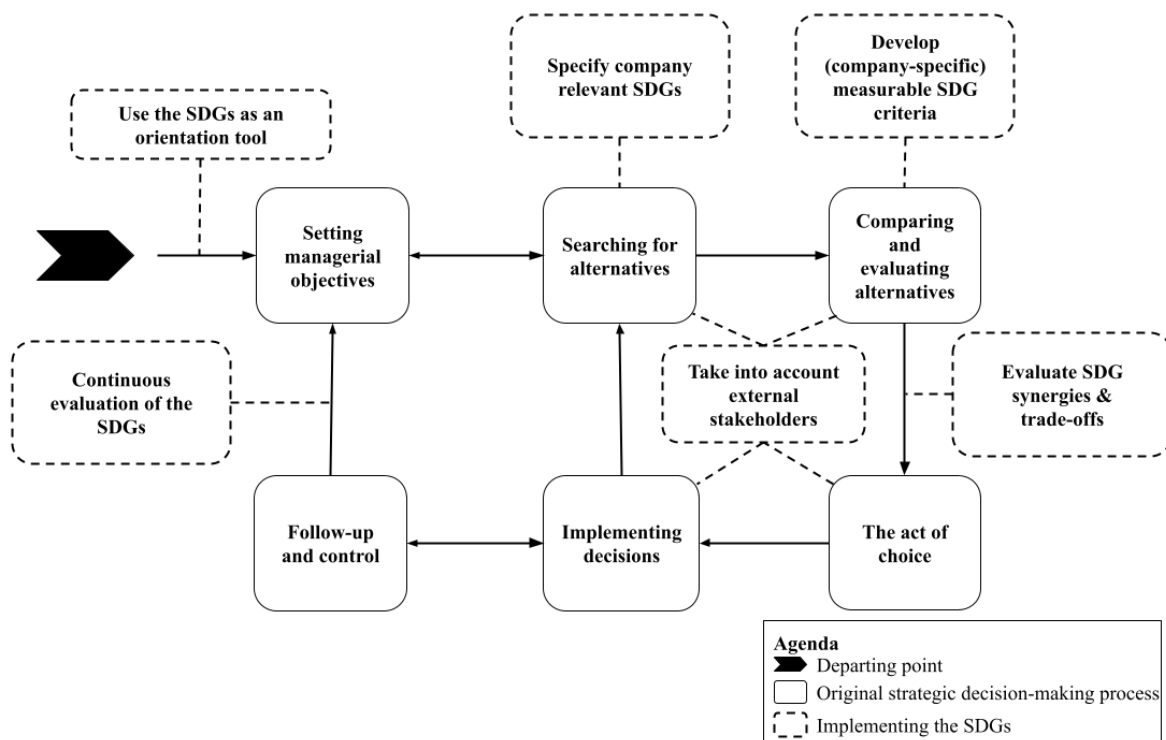 Use the SDGs as an
orientation tool
Specify company
relevant SDGs
Develop
(company-specific)
measurable SDG
criteria
Setting
managerial
objectives
Searching for
alternatives
Comparing
and
evaluating
alternatives
Continuous
evaluation of the
SDGs
Take into account
external
stakeholders
Evaluate SDG
synergies &
trade-offs
Follow-up
and control
Implementing
decisions
The act of
choice
Agenda
Departing point
Original strategic decision-making process
Implementing the SDGs